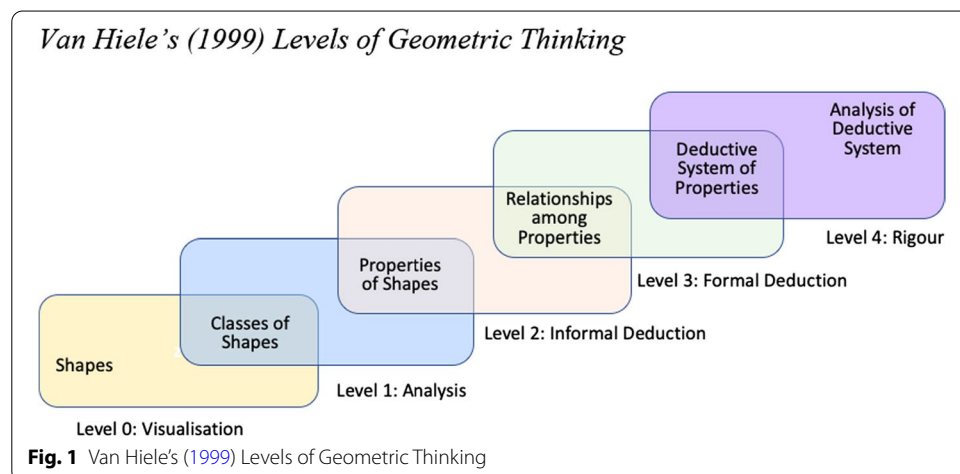 Van Hiele's (1999) Levels of Geometric Thinking
Analysis of
Deductive
System
Deductive
System of
Properties
Level 4: Rigour
Relationships
among
Properties
Level 3: Formal Deduction
Properties
of Shapes
Level 2: Informal Deduction
Classes of
Shapes
Level 1: Analysis
Shapes
Level 0: Visualisation
Fig. 1 Van Hiele's (1999) Levels of Geometric Thinking